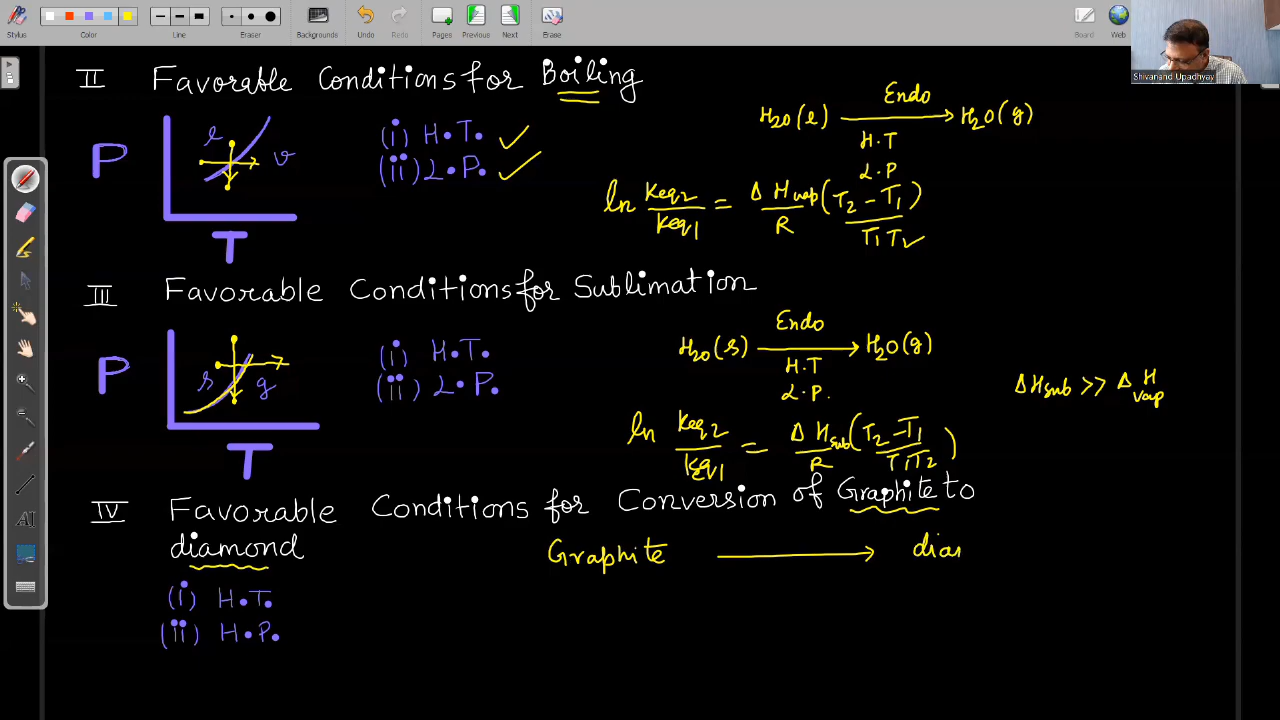 Stylus
Color
Line
Eraser
Backgrounds
Undo
Redo
Pages
Previous
Next
Erase
Board
Web
Shivanand Upadhyay
II Favorable Conditions for Boiling
P
T
l
v
(i) H.T. ✓
(ii) L.P. ✓
H2O(l) Endo → H2O(g)
H.T
L.P
ln Keq2/Keq1 = ΔHvap/R (T2 - T1)/T1T2
III Favorable Conditions for Sublimation
P
T
s
g
(i) H.T.
(ii) L.P.
H2O(s) Endo → H2O(g)
H.T
L.P.
ΔHsub >> ΔHvap
ln Keq2/Keq1 = ΔHsub/R (T2-T1/T1T2)
IV Favorable Conditions for Conversion of Graphite to
diamond
Graphite → dia
(i) H.T.
(ii) H.P.